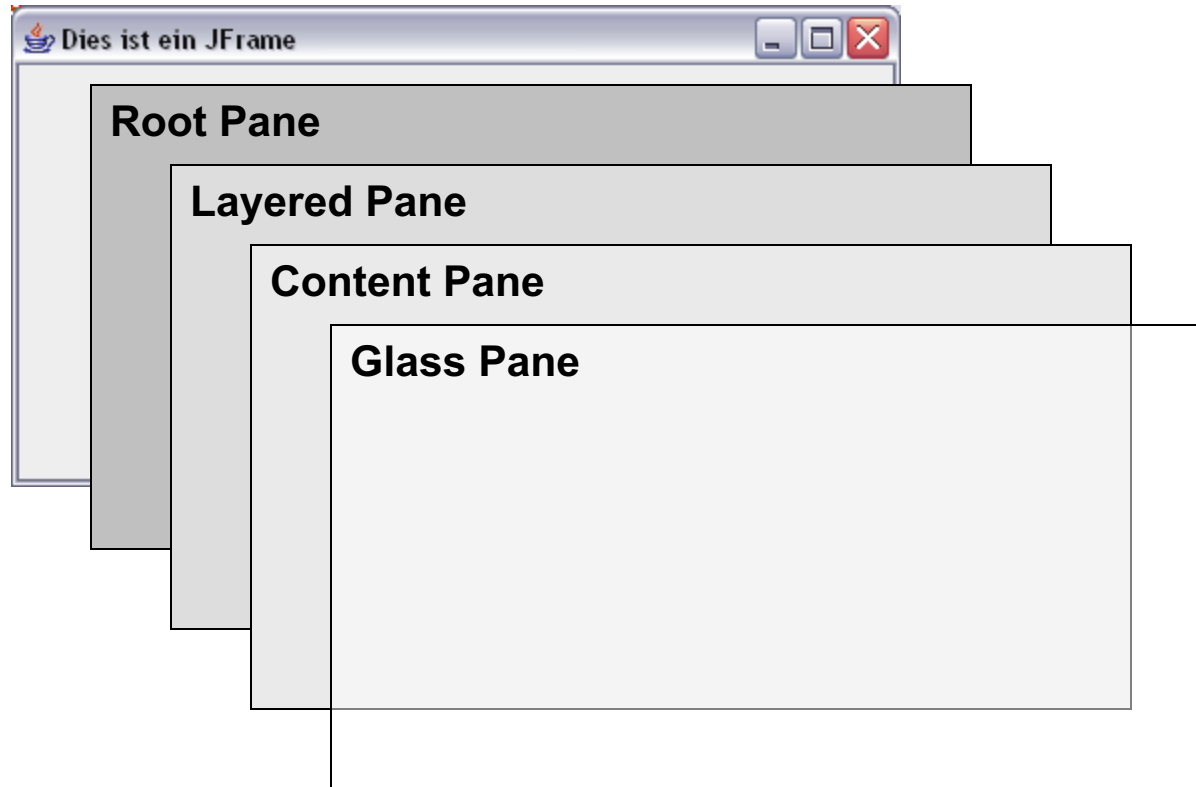 Dies ist ein JFrame
Root Pane
Layered Pane
Content Pane
Glass Pane